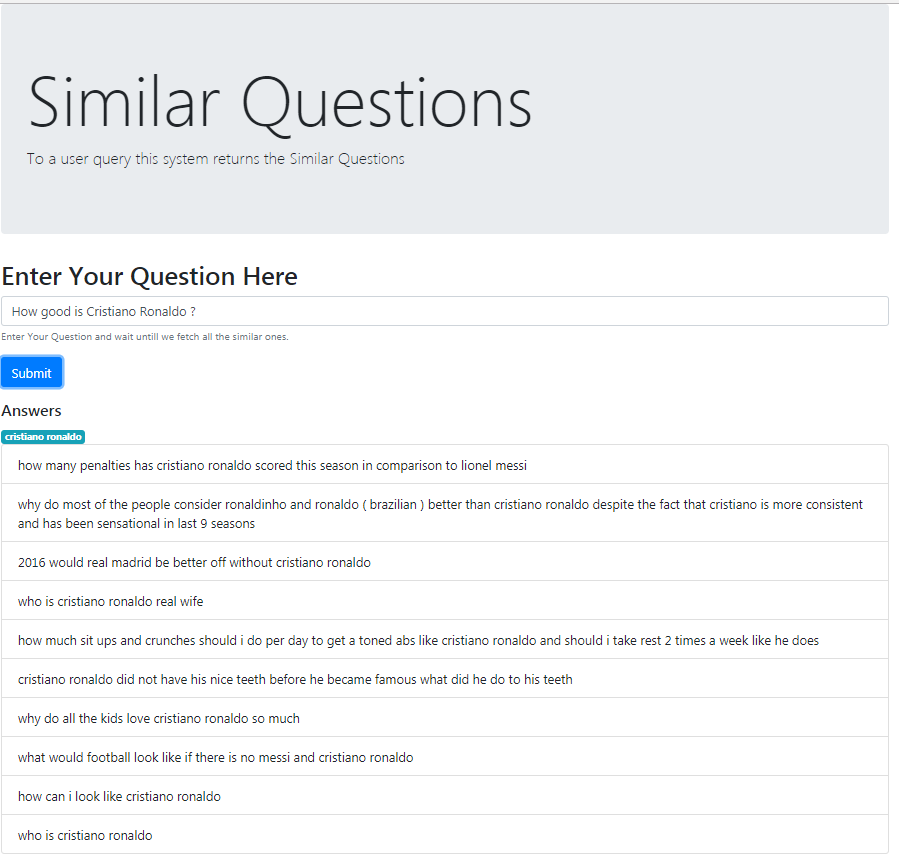 Similar Questions
To a user query this system returns the Similar Questions
Enter Your Question Here
How good is Cristiano Ronaldo ?
Enter Your Question and wait untill we fetch all the similar ones.
Submit
Answers
cristiano ronaldo
how many penalties has cristiano ronaldo scored this season in comparison to lionel messi
why do most of the people consider ronaldinho and ronaldo ( brazilian ) better than cristiano ronaldo despite the fact that cristiano is more consistent
and has been sensational in last 9 seasons
2016 would real madrid be better off without cristiano ronaldo
who is cristiano ronaldo real wife
how much sit ups and crunches should i do per day to get a toned abs like cristiano ronaldo and should i take rest 2 times a week like he does
cristiano ronaldo did not have his nice teeth before he became famous what did he do to his teeth
why do all the kids love cristiano ronaldo so much
what would football look like if there is no messi and cristiano ronaldo
how can i look like cristiano ronaldo
who is cristiano ronaldo